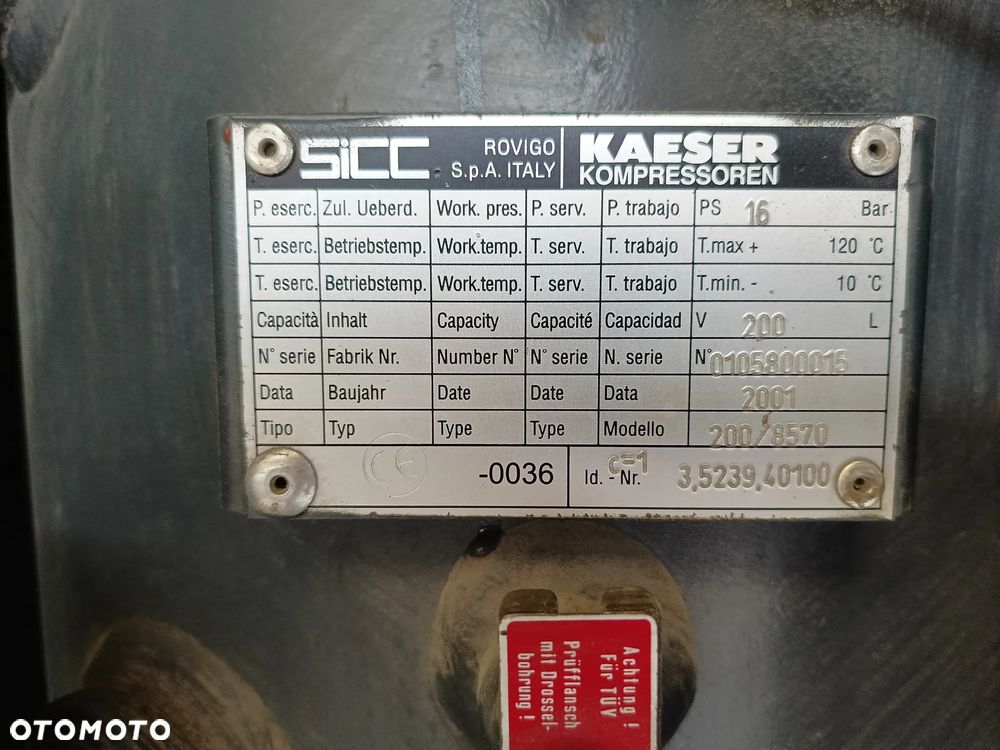 SiCC ROVIGO S.p.A. ITALY KAESER KOMPRESSOREN
P. eserc. Zul. Ueberd. Work. pres. P. serv. P. trabajo PS 16 Bar
T. eserc. Betriebstemp. Work.temp. T. serv. T. trabajo T.max + 120 °C
T. eserc. Betriebstemp. Work.temp. T. serv. T. trabajo T.min. - 10 °C
Capacità Inhalt Capacity Capacité Capacidad V 200 L
N° serie Fabrik Nr. Number N° N° serie N. serie N° 0105800015
Data Baujahr Date Date Date 2001
Tipo Typ Type Type Modello 200/8570
CE -0036 Id. - Nr. c=1 3,5239,40100
Achtung !
Für TÜV
Prüfflansch
mit Drossel-
bohrung !
OTOMOTO